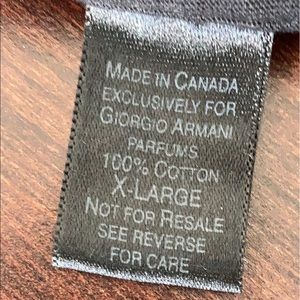 MADE IN CANADA
EXCLUSIVELY FOR
GIORGIO ARMANI
PARFUMS
100% COTTON
X-LARGE
NOT FOR RESALE
SEE REVERSE
FOR CARE